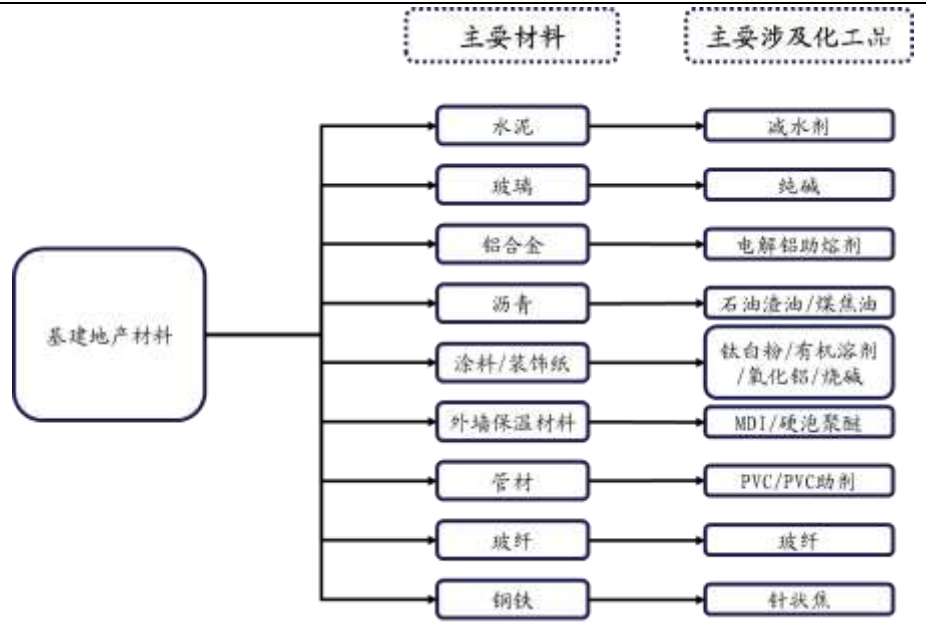 主要材料
主要涉及化工品
水泥
减水剂
玻璃
纯碱
铝合金
电解铝助熔剂
沥青
石油渣油/煤焦油
基建地产材料
涂料/装饰纸
钛白粉/有机溶剂
/氧化铝/烧碱
外墙保温材料
MDI/硬泡聚醚
管材
PVC/PVC助剂
玻纤
玻纤
钢铁
针状焦